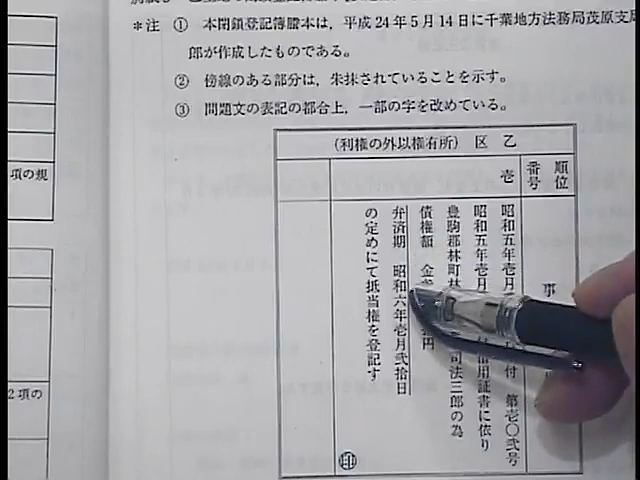 *注 ① 本閉鎖登記簿謄本は，平成24年5月14日に千葉地方法務局茂原支局
郎が作成したものである。
② 傍線のある部分は，朱抹されていることを示す。
③ 問題文の表記の都合上，一部の字を改めている。
(利権の外以権有所) 区 乙
順位
番号
事
壱
昭和五年壱月 付 第壱〇弐号
昭和五年壱月 借用証書に依り
豊駒郡林町 司法三郎の為
債権額 金 円
弁済期 昭和六年壱月弐拾日
の定めにて抵当権を登記す
印
項の規
2項の